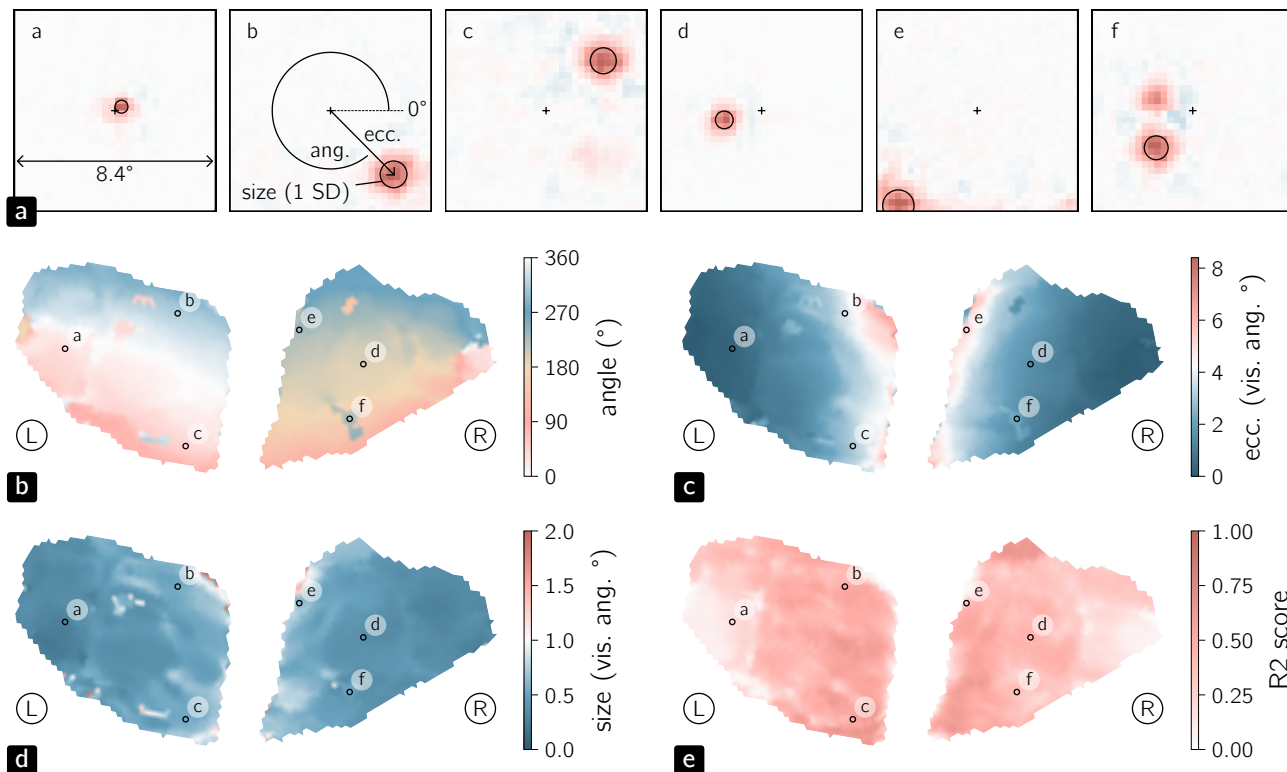 a
b
c
d
e
f
0°
ecc.
ang.
8.4°
size (1 SD)
a
360
270
180
90
0
angle (°)
a
b
c
d
e
f
L
R
b
8
6
4
2
0
ecc. (vis. ang. °)
a
b
c
d
e
f
L
R
c
2.0
1.5
1.0
0.5
0.0
size (vis. ang. °)
a
b
c
d
e
f
L
R
d
1.00
0.75
0.50
0.25
0.00
R2 score
a
b
c
d
e
f
L
R
e